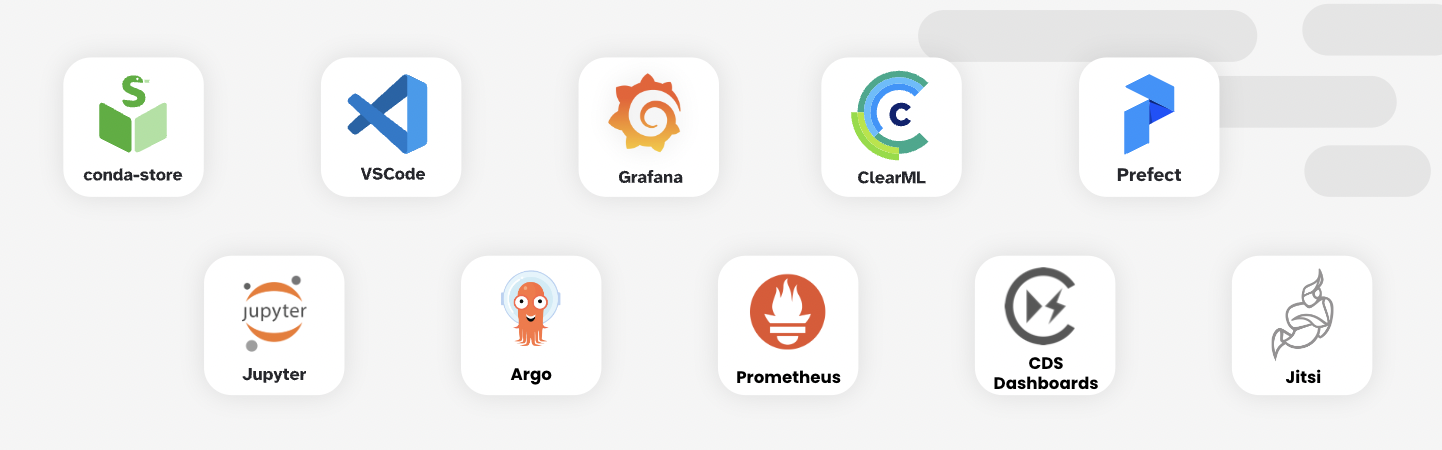 conda-store
VSCode
Grafana
C
ClearML
Prefect
jupyter
Jupyter
Argo
Prometheus
CDS
Dashboards
Jitsi